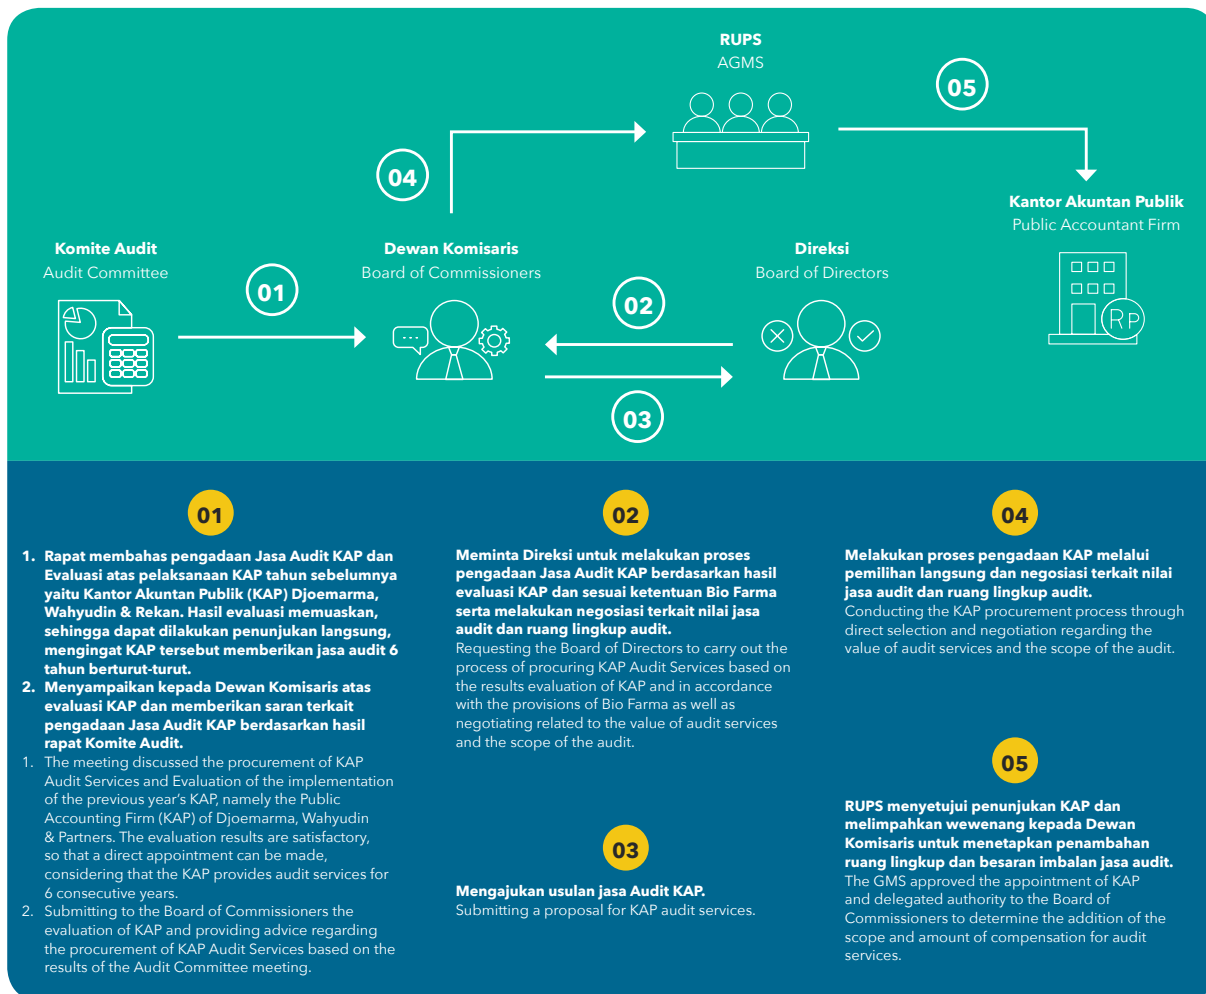 RUPS
AGMS
05
04
Kantor Akuntan Publik
Public Accountant Firm
Komite Audit
Audit Committee
Dewan Komisaris
Board of Commissioners
Direksi
Board of Directors
01
02
RP
03
01
1. Rapat membahas pengadaan Jasa Audit KAP dan
Evaluasi atas pelaksanaan KAP tahun sebelumnya
yaitu Kantor Akuntan Publik (KAP) Djoemarma,
Wahyudin & Rekan. Hasil evaluasi memuaskan,
sehingga dapat dilakukan penunjukan langsung,
mengingat KAP tersebut memberikan jasa audit 6
tahun berturut-turut.
2. Menyampaikan kepada Dewan Komisaris atas
evaluasi KAP dan memberikan saran terkait
pengadaan Jasa Audit KAP berdasarkan hasil
rapat Komite Audit.
1. The meeting discussed the procurement of KAP
Audit Services and Evaluation of the implementation
of the previous year's KAP, namely the Public
Accounting Firm (KAP) of Djoemarma, Wahyudin
& Partners. The evaluation results are satisfactory,
so that a direct appointment can be made,
considering that the KAP provides audit services for
6 consecutive years.
2. Submitting to the Board of Commissioners the
evaluation of KAP and providing advice regarding
the procurement of KAP Audit Services based on the
results of the Audit Committee meeting.
02
Meminta Direksi untuk melakukan proses
pengadaan Jasa Audit KAP berdasarkan hasil
evaluasi KAP dan sesuai ketentuan Bio Farma
serta melakukan negosiasi terkait nilai jasa
audit dan ruang lingkup audit.
Requesting the Board of Directors to carry out the
process of procuring KAP Audit Services based on
the results evaluation of KAP and in accordance
with the provisions of Bio Farma as well as
negotiating related to the value of audit services
and the scope of the audit.
03
Mengajukan usulan jasa Audit KAP.
Submitting a proposal for KAP audit services.
04
Melakukan proses pengadaan KAP melalui
pemilihan langsung dan negosiasi terkait nilai
jasa audit dan ruang lingkup audit.
Conducting the KAP procurement process through
direct selection and negotiation regarding the
value of audit services and the scope of the audit.
05
RUPS menyetujui penunjukan KAP dan
melimpahkan wewenang kepada Dewan
Komisaris untuk menetapkan penambahan
ruang lingkup dan besaran imbalan jasa audit.
The GMS approved the appointment of KAP
and delegated authority to the Board of
Commissioners to determine the addition of the
scope and amount of compensation for audit
services.